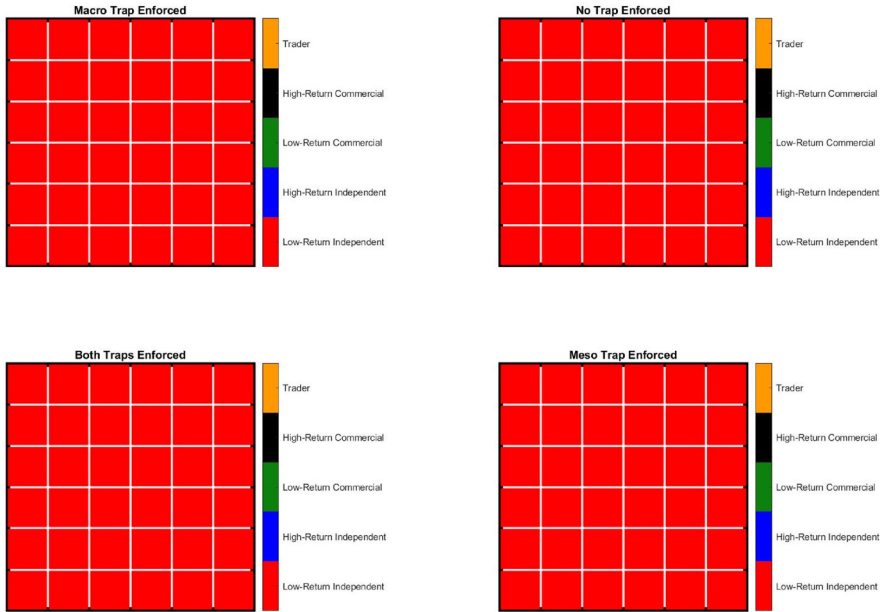 Macro Trap Enforced
Trader
High-Return Commercial
Low-Return Commercial
High-Return Independent
Low-Return Independent
No Trap Enforced
Trader
High-Return Commercial
Low-Return Commercial
High-Return Independent
Low-Return Independent
Both Traps Enforced
Trader
High-Return Commercial
Low-Return Commercial
High-Return Independent
Low-Return Independent
Meso Trap Enforced
Trader
High-Return Commercial
Low-Return Commercial
High-Return Independent
Low-Return Independent